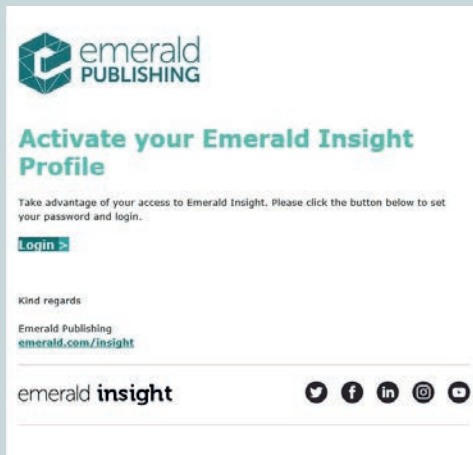 emerald
PUBLISHING
Activate your Emerald Insight
Profile
Take advantage of your access to Emerald Insight. Please click the button below to set
your password and login.
Login >
Kind regards
Emerald Publishing
emerald.com/insight
emerald insight